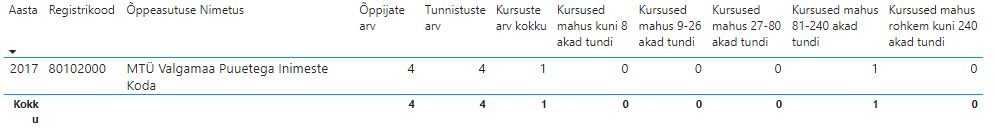 Aasta Registrikood Õppeasutuse Nimetus Õppijate Tunnistuste Kursuste Kursused Kursused Kursused Kursused mahus Kursused mahus
arv arv arv kokku mahus kuni 8 mahus 9-26 mahus 27-80 81-240 akad rohkem kuni 240
akad tundi akad tundi akad tundi tundi akad tundi
2017 80102000 MTÜ Valgamaa Puuetega Inimeste 4 4 1 0 0 0 1 0
Koda
Kokk 4 4 1 0 0 0 1 0
u